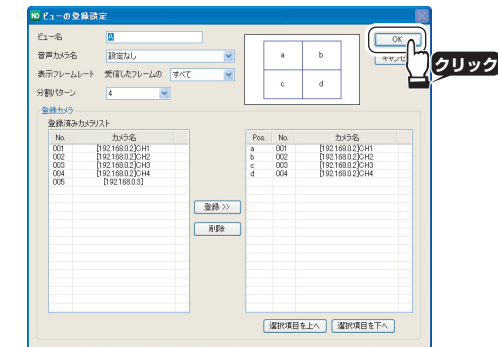 ND ビューの登録設定
ビュー名 A
音声カメラ名 設定なし
表示フレームレート 受信したフレームの すべて
分割パターン 4
a b
c d
OK
クリック
登録カメラ
登録済みカメラリスト
No. カメラ名
001 [192.168.0.2]CH1
002 [192.168.0.2]CH2
003 [192.168.0.2]CH3
004 [192.168.0.2]CH4
005 [192.168.0.3]
登録 >>
削除
Pos. No. カメラ名
a 001 [192.168.0.2]CH1
b 002 [192.168.0.2]CH2
c 003 [192.168.0.2]CH3
d 004 [192.168.0.2]CH4
選択項目を上へ 選択項目を下へ